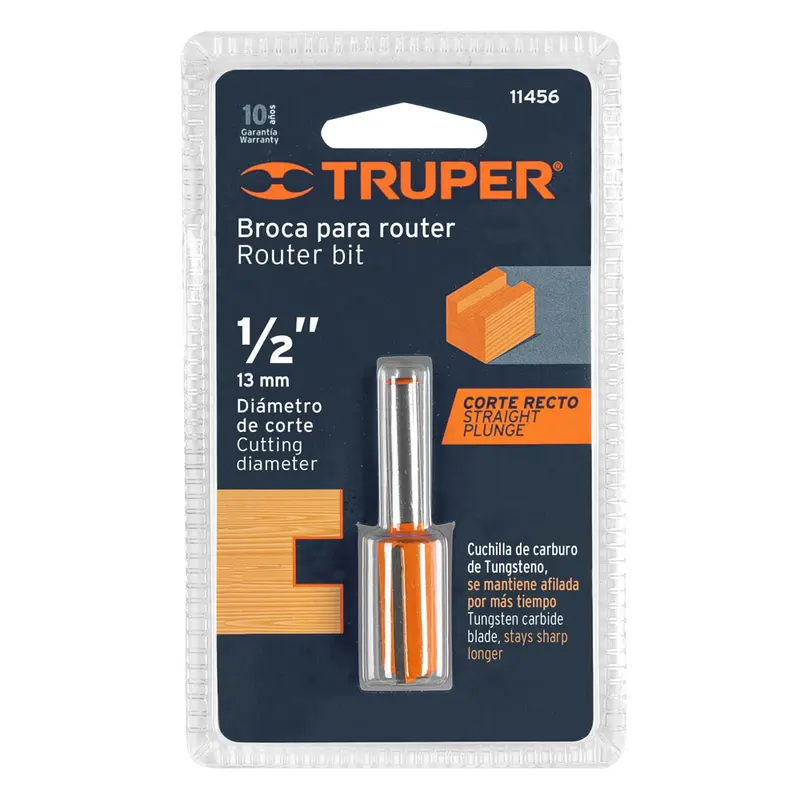 11456
10 años
Garantía
Warranty
TRUPER®
Broca para router
Router bit
1/2"
13 mm
Diámetro
de corte
Cutting
diameter
CORTE RECTO
STRAIGHT
PLUNGE
Cuchilla de carburo
de Tungsteno,
se mantiene afilada
por más tiempo
Tungsten carbide
blade, stays sharp
longer